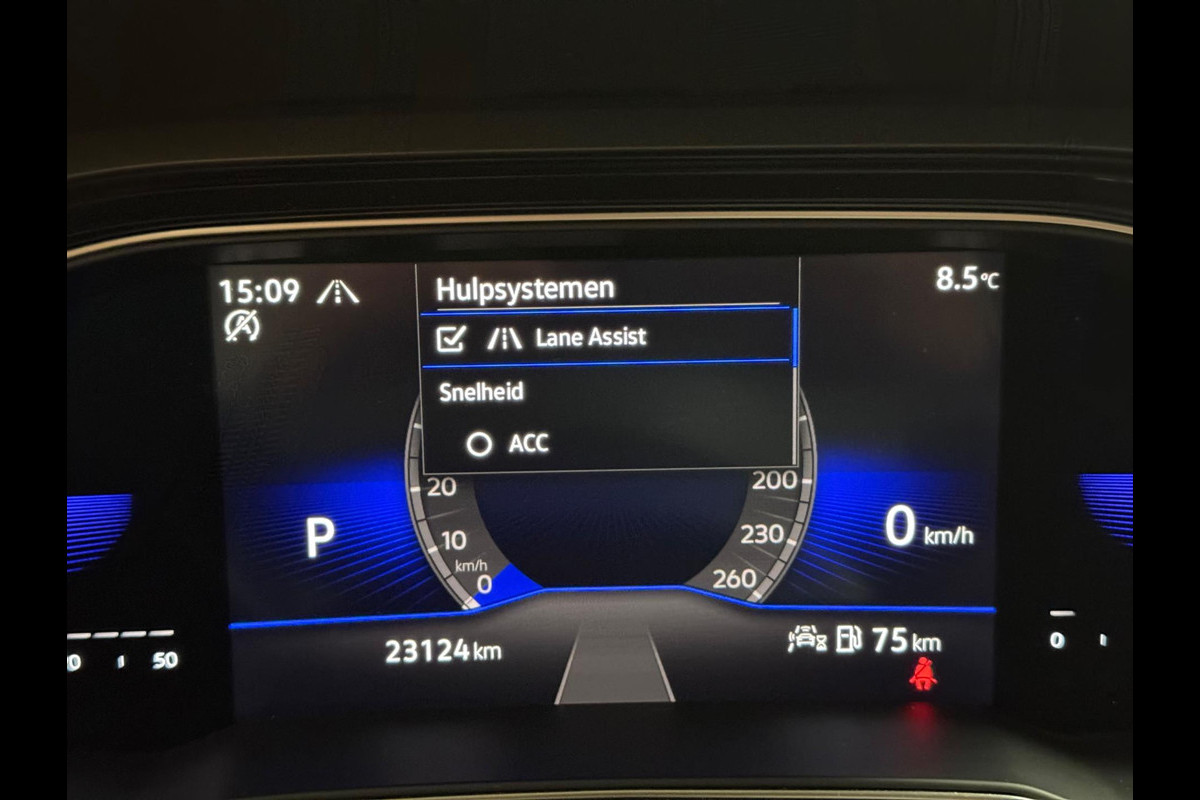 15:09
8.5°C
Hulpsystemen
Lane Assist
Snelheid
ACC
20
200
10
230
P
0 km/h
km/h
0
260
23124 km
75 km
50
0